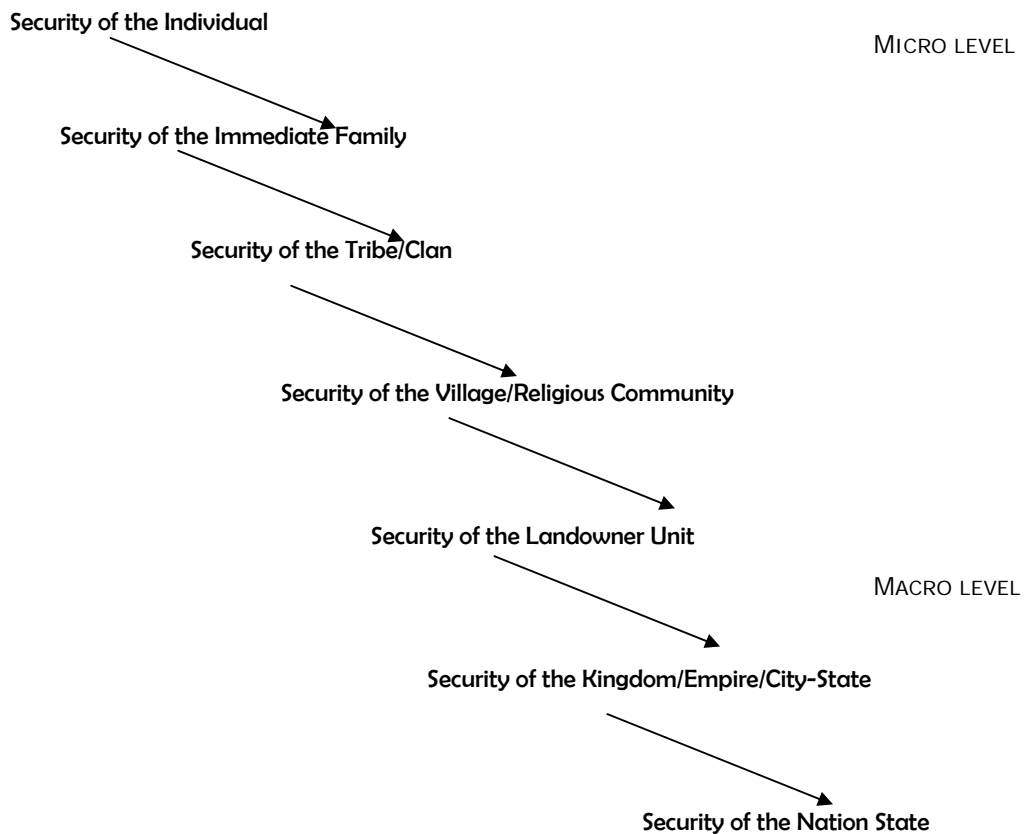 Security of the Individual
MICRO LEVEL
Security of the Immediate Family
Security of the Tribe/Clan
Security of the Village/Religious Community
Security of the Landowner Unit
MACRO LEVEL
Security of the Kingdom/Empire/City-State
Security of the Nation State